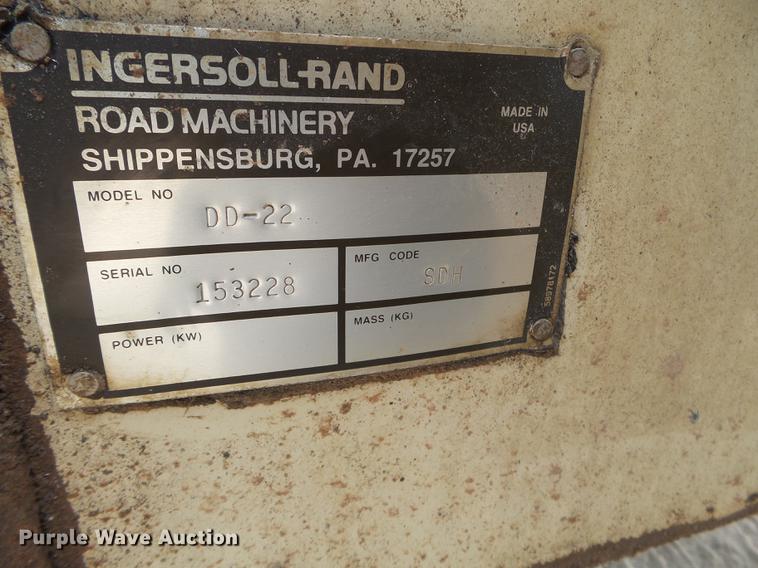 INGERSOLL-RAND
ROAD MACHINERY
MADE IN
USA
SHIPPENSBURG, PA. 17257
MODEL NO
DD-22
SERIAL NO
153228
MFG CODE
SDH
POWER (KW)
MASS (KG)
58978172
Purple Wave Auction